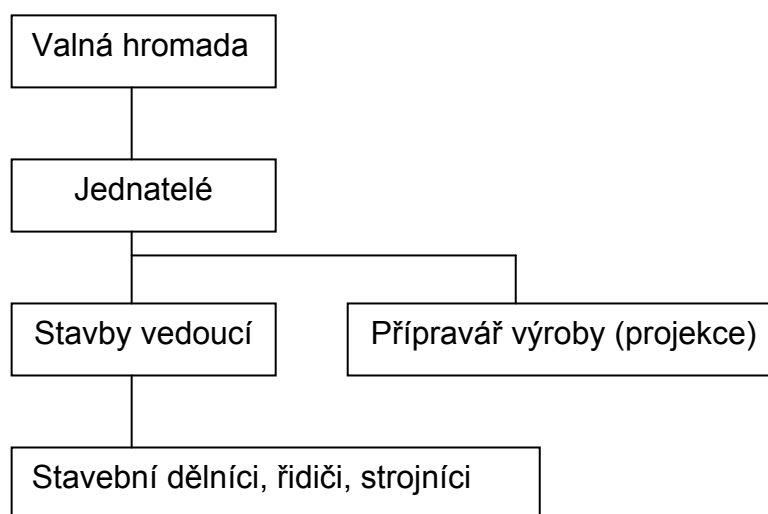 Valná hromada
Jednatelé
Stavby vedoucí
Přípravář výroby (projekce)
Stavební dělníci, řidiči, strojníci